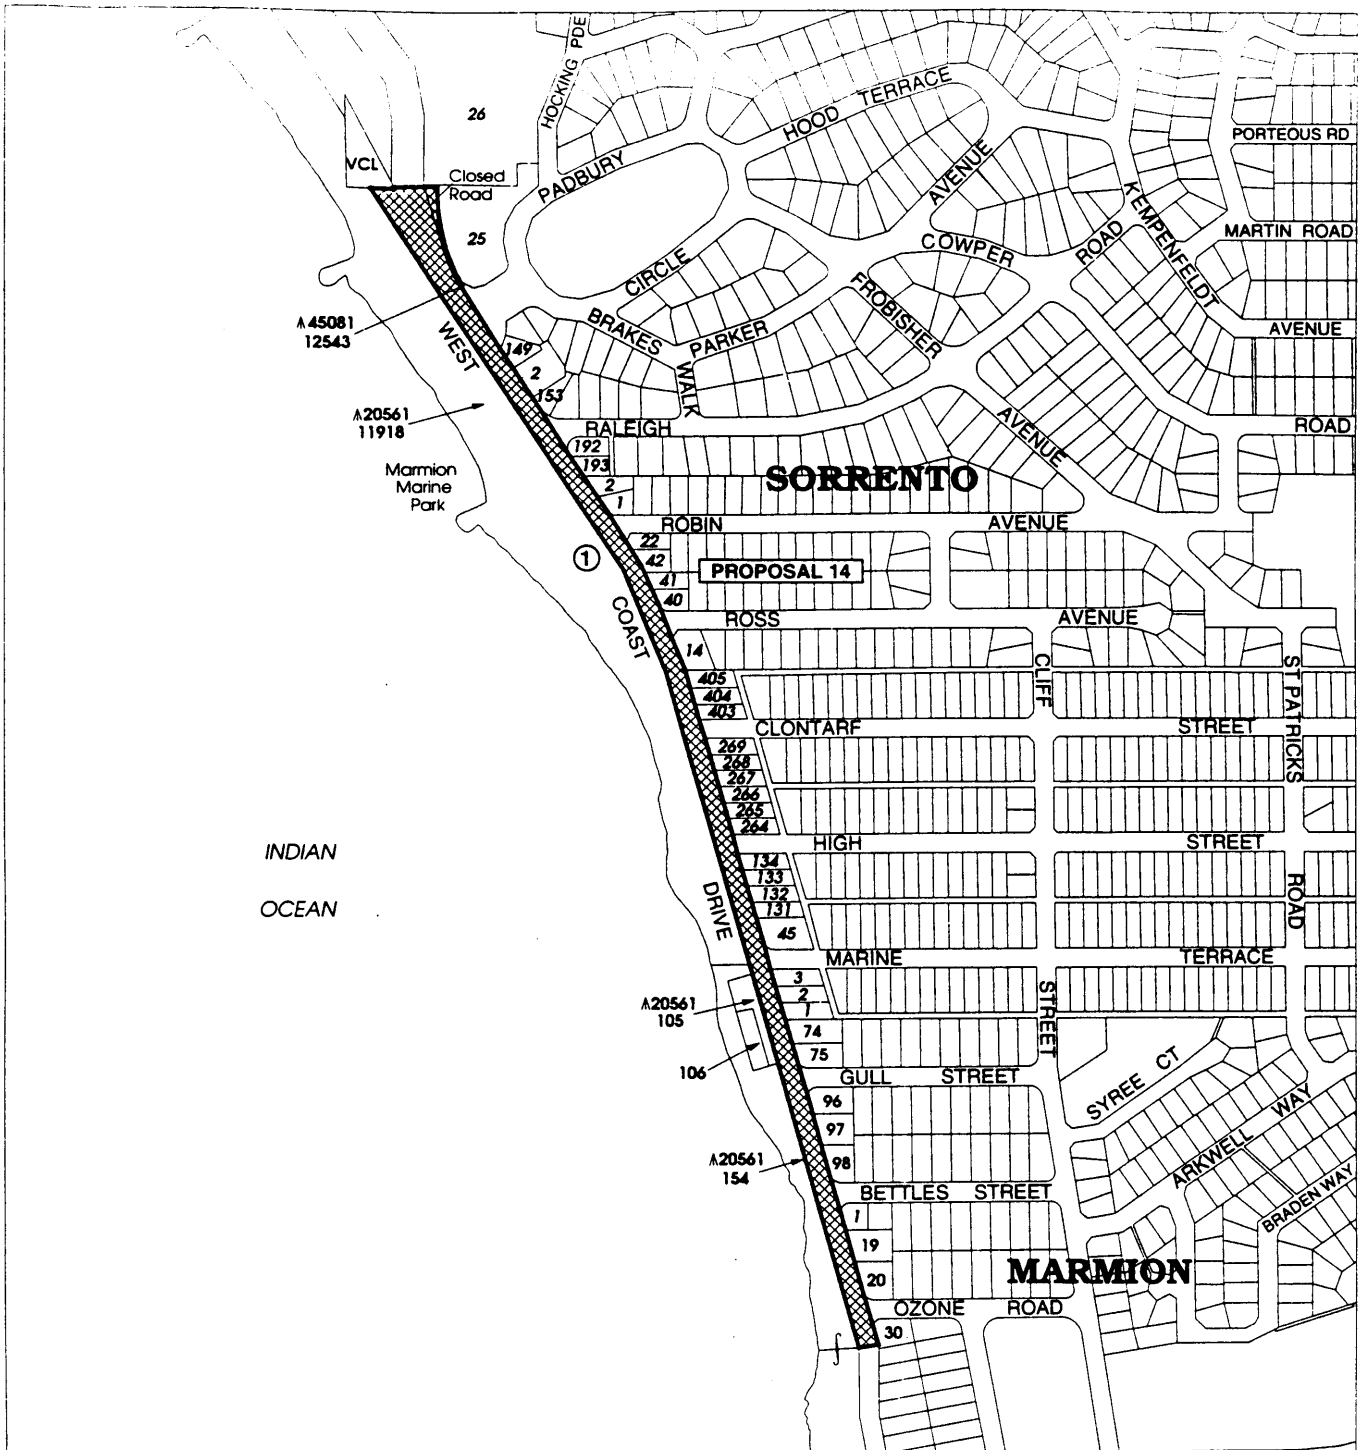 HOCKING PDE
26
HOOD TERRACE
PORTEOUS RD
VCL
Closed
Road
PADBURY
AVENUE
KEMPENFELDT
25
CIRCLE
COWPER
ROAD
MARTIN ROAD
FROBISHER
45081
12543
WEST
BRAKES
WALK
PARKER
AVENUE
149
2
153
20561
11918
RALEIGH
AVENUE
ROAD
192
193
Marmion
Marine
Park
SORRENTO
2
1
ROBIN
AVENUE
22
42
1
PROPOSAL 14
41
40
COAST
ROSS
AVENUE
14
CLIFF
ST PATRICKS
405
404
403
CLONTARF
STREET
269
268
267
266
265
264
HIGH
STREET
INDIAN
OCEAN
134
133
132
131
45
DRIVE
ROAD
MARINE
TERRACE
3
2
1
20561
105
74
STREET
106
75
GULL STREET
SYREE CT
96
97
98
ARKWELL WAY
20561
154
BETTLES STREET
BRADEN WAY
1
19
20
MARMION
OZONE ROAD
30